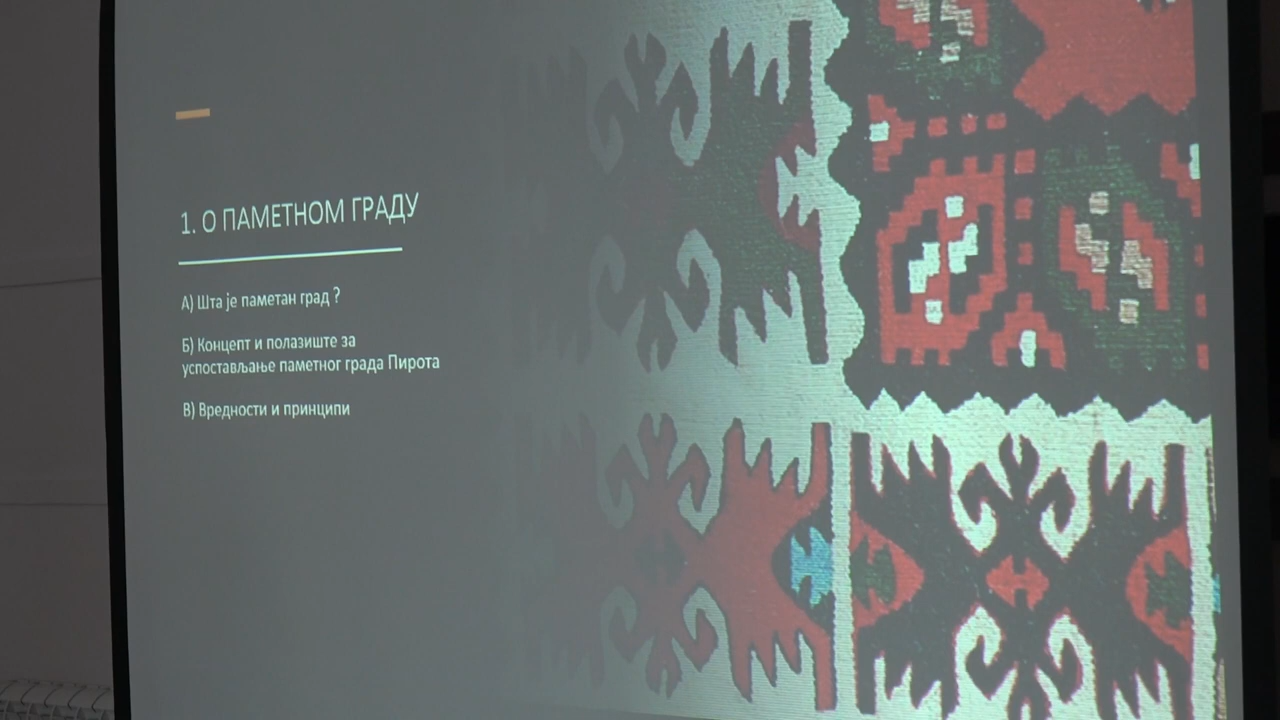 1. О ПАМЕТНОМ ГРАДУ
А) Шта је паметан град ?
Б) Концепт и полазиште за
успостављање паметног града Пирота
В) Вредности и принципи